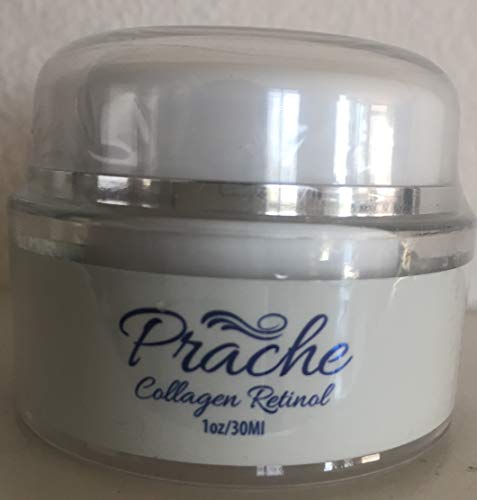 Prache
Collagen Retinol
1oz/30Ml